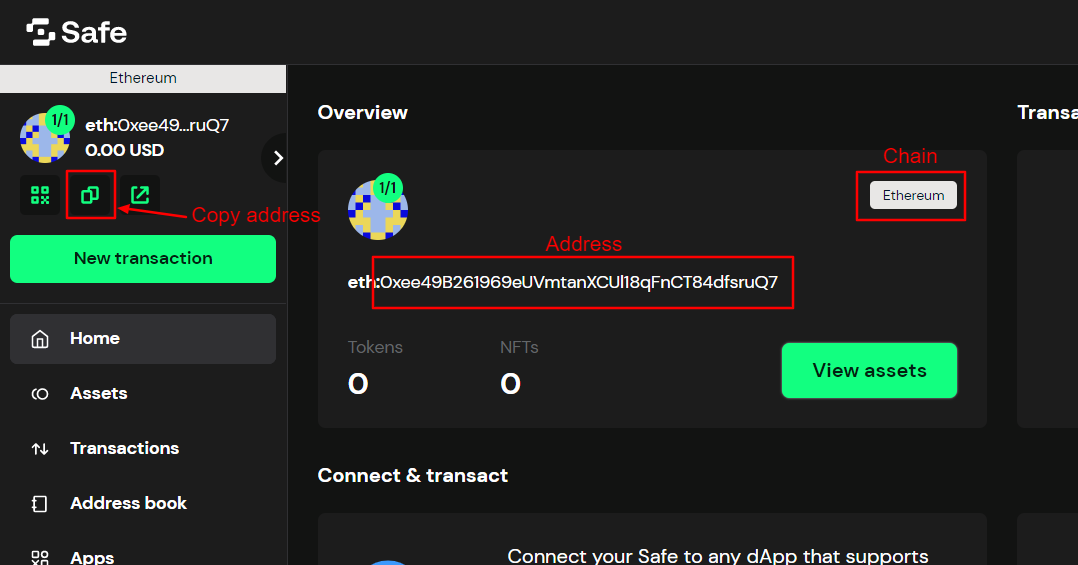 Safe
Ethereum
1/1
eth:0xee49...ruQ7
0.00 USD
Copy address
New transaction
Home
Assets
Transactions
Address book
Apps
Overview
Transa
1/1
Chain
Ethereum
Address
eth:0xee49B261969eUVmtanXCUl18qFnCT84dfsruQ7
Tokens
NFTs
0
0
View assets
Connect & transact
Connect your Safe to any dApp that supports